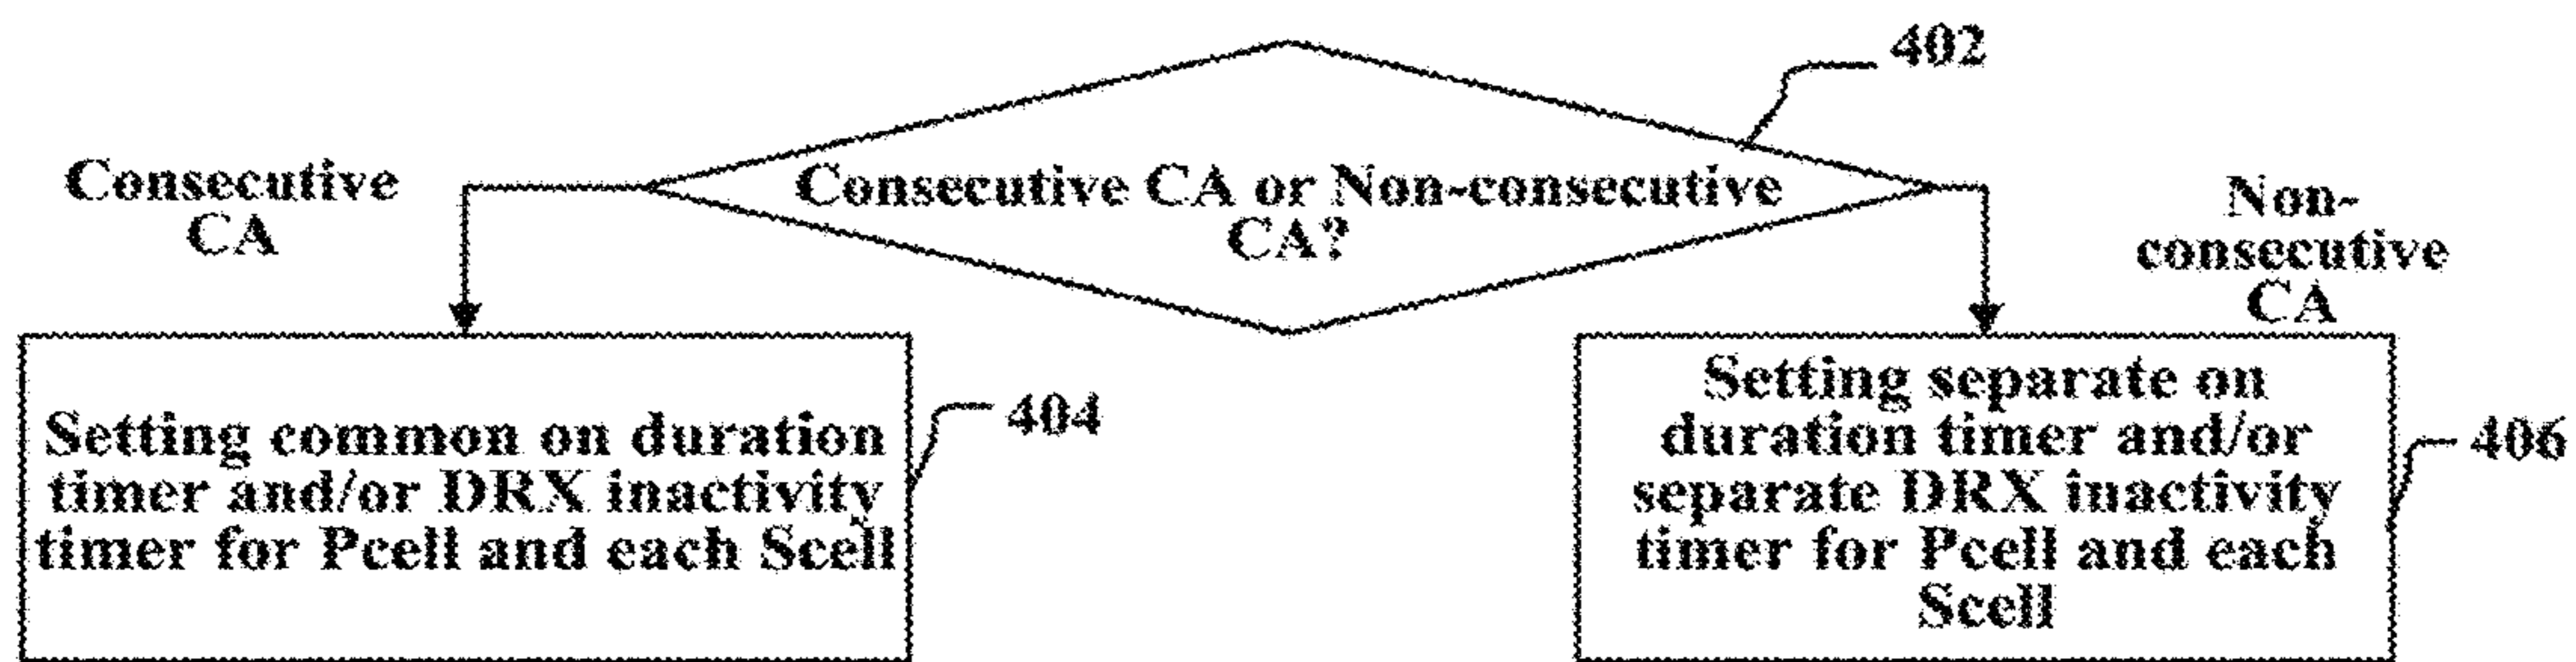 402
Consecutive CA or Non-consecutive
CA?
Consecutive
CA
Non-
consecutive
CA
Setting common on duration
timer and/or DRX inactivity
timer for Pcell and each Scell
404
Setting separate on
duration timer and/or
separate DRX inactivity
timer for Pcell and each
Scell
406